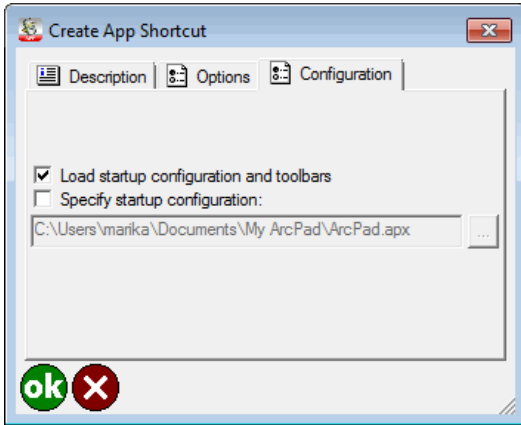 Create App Shortcut
Description Options Configuration
Load startup configuration and toolbars
Specify startup configuration:
C:\Users\marika\Documents\My ArcPad\ArcPad.apx ...
ok